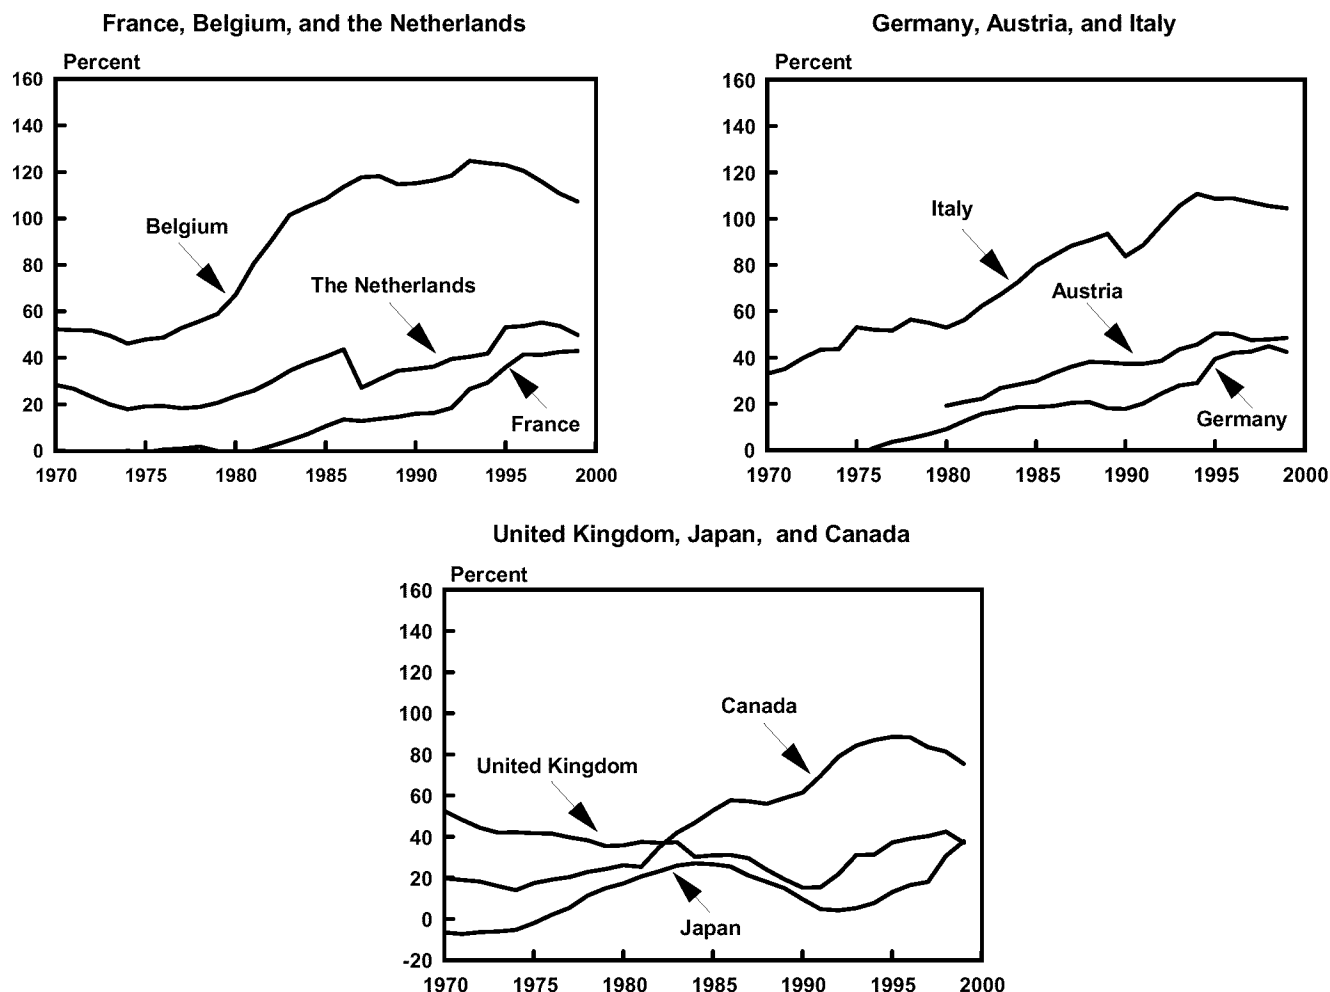 France, Belgium, and the Netherlands
Percent
160
140
120
100
80
60
40
20
0
Belgium
The Netherlands
France
1970 1975 1980 1985 1990 1995 2000
Germany, Austria, and Italy
Percent
160
140
120
100
80
60
40
20
0
Italy
Austria
Germany
1970 1975 1980 1985 1990 1995 2000
United Kingdom, Japan, and Canada
Percent
160
140
120
100
80
60
40
20
0
-20
Canada
United Kingdom
Japan
1970 1975 1980 1985 1990 1995 2000